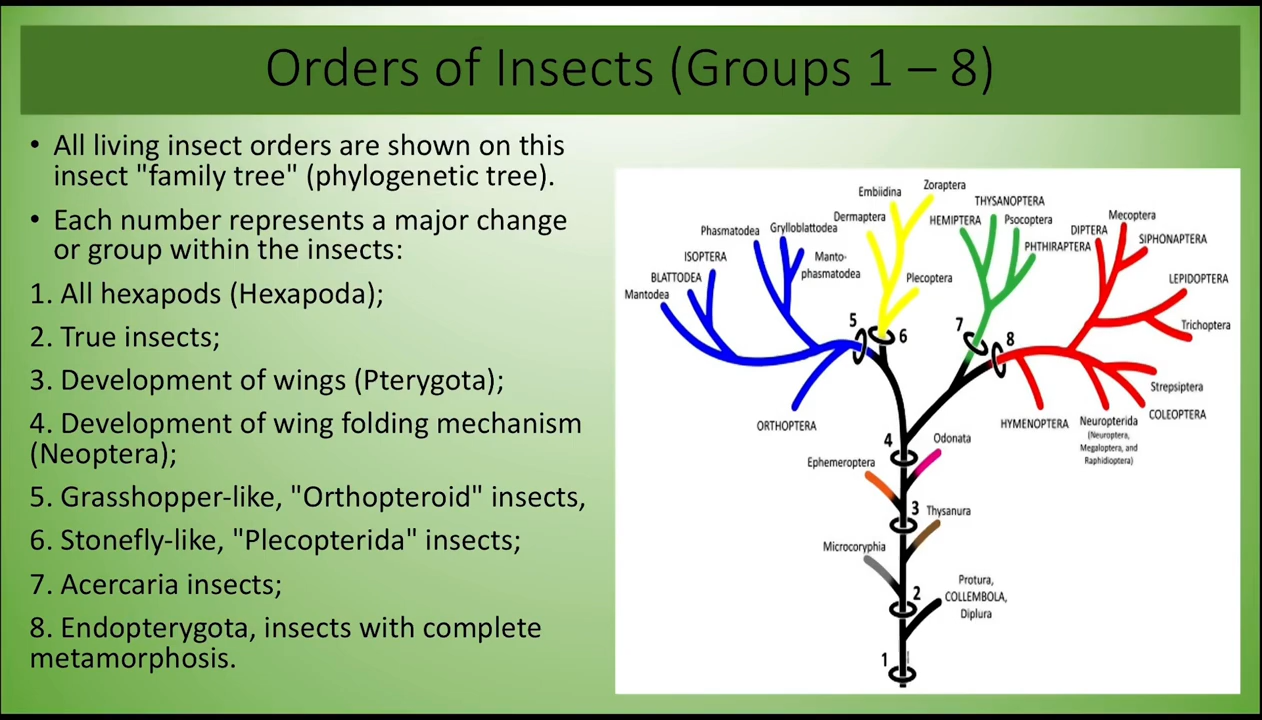 Orders of Insects (Groups 1 – 8)
• All living insect orders are shown on this
insect "family tree" (phylogenetic tree).
• Each number represents a major change
or group within the insects:
1. All hexapods (Hexapoda);
2. True insects;
3. Development of wings (Pterygota);
4. Development of wing folding mechanism
(Neoptera);
5. Grasshopper-like, "Orthopteroid" insects,
6. Stonefly-like, "Plecopterida" insects;
7. Acercaria insects;
8. Endopterygota, insects with complete
metamorphosis.
Mantodea
BLATTODEA
ISOPTERA
Phasmatodea
Grylloblattodea
Manto-
phasmatodea
ORTHOPTERA
5
Dermaptera
Embiidina
Zoraptera
Plecoptera
6
HEMIPTERA
THYSANOPTERA
Psocoptera
PHTHIRAPTERA
7
8
DIPTERA
Mecoptera
SIPHONAPTERA
LEPIDOPTERA
Trichoptera
Strepsiptera
COLEOPTERA
HYMENOPTERA
Neuropterida
(Neuroptera,
Megaloptera, and
Raphidioptera)
4
Odonata
Ephemeroptera
3
Thysanura
Microcoryphia
2
Protura,
COLLEMBOLA,
Diplura
1